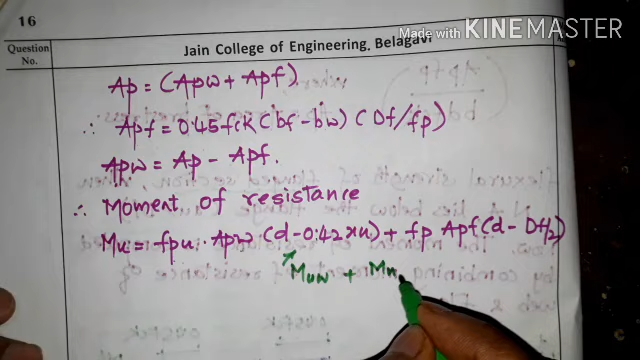 16
Made with KINEMASTER
Question No.
Jain College of Engineering, Belagavi
Ap = (Apw + Apf)
∴ Apf = 0.45 fck (bf - bw) (Df/fp)
Apw = Ap - Apf.
∴ Moment of resistance
Mu = fpu . Apw (d - 0.42 xu) + fp Apf (d - Df/2)
Muw + Mu